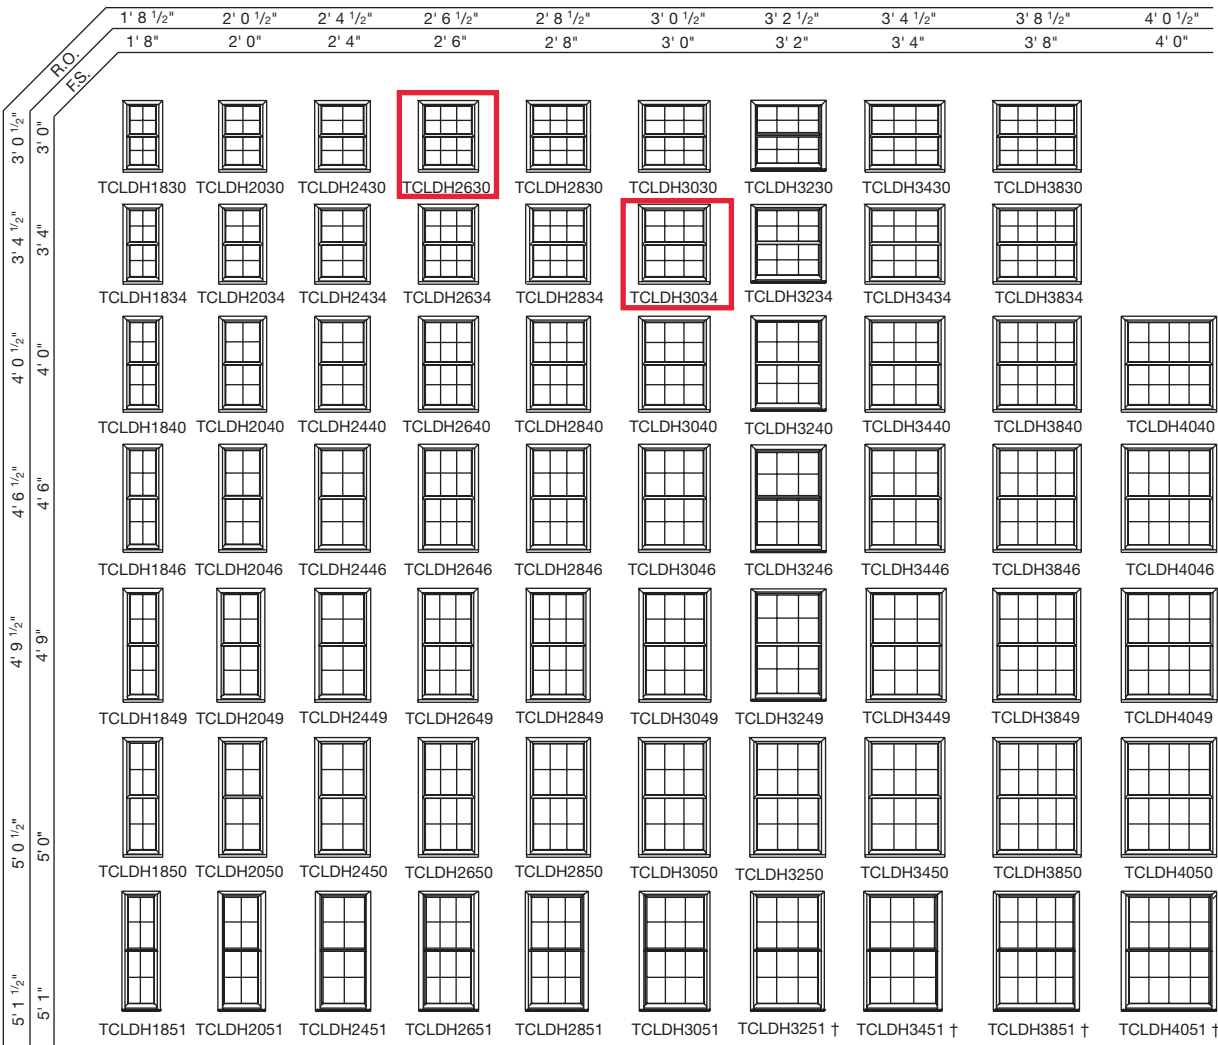 1' 8 1/2" 2' 0 1/2" 2' 4 1/2" 2' 6 1/2" 2' 8 1/2" 3' 0 1/2" 3' 2 1/2" 3' 4 1/2" 3' 8 1/2" 4' 0 1/2"
1' 8" 2' 0" 2' 4" 2' 6" 2' 8" 3' 0" 3' 2" 3' 4" 3' 8" 4' 0"
R.O.
F.S.
3' 0 1/2" 3' 0"
TCLDH1830 TCLDH2030 TCLDH2430 TCLDH2630 TCLDH2830 TCLDH3030 TCLDH3230 TCLDH3430 TCLDH3830
3' 4 1/2" 3' 4"
TCLDH1834 TCLDH2034 TCLDH2434 TCLDH2634 TCLDH2834 TCLDH3034 TCLDH3234 TCLDH3434 TCLDH3834
4' 0 1/2" 4' 0"
TCLDH1840 TCLDH2040 TCLDH2440 TCLDH2640 TCLDH2840 TCLDH3040 TCLDH3240 TCLDH3440 TCLDH3840 TCLDH4040
4' 6 1/2" 4' 6"
TCLDH1846 TCLDH2046 TCLDH2446 TCLDH2646 TCLDH2846 TCLDH3046 TCLDH3246 TCLDH3446 TCLDH3846 TCLDH4046
4' 9 1/2" 4' 9"
TCLDH1849 TCLDH2049 TCLDH2449 TCLDH2649 TCLDH2849 TCLDH3049 TCLDH3249 TCLDH3449 TCLDH3849 TCLDH4049
5' 0 1/2" 5' 0"
TCLDH1850 TCLDH2050 TCLDH2450 TCLDH2650 TCLDH2850 TCLDH3050 TCLDH3250 TCLDH3450 TCLDH3850 TCLDH4050
5' 1 1/2" 5' 1"
TCLDH1851 TCLDH2051 TCLDH2451 TCLDH2651 TCLDH2851 TCLDH3051 TCLDH3251 † TCLDH3451 † TCLDH3851 † TCLDH4051 †